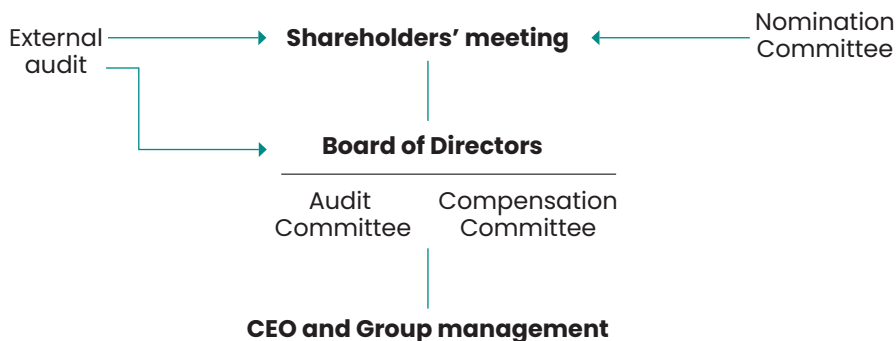 External
audit
Shareholders’ meeting
Nomination
Committee
Board of Directors
Audit
Committee
Compensation
Committee
CEO and Group management